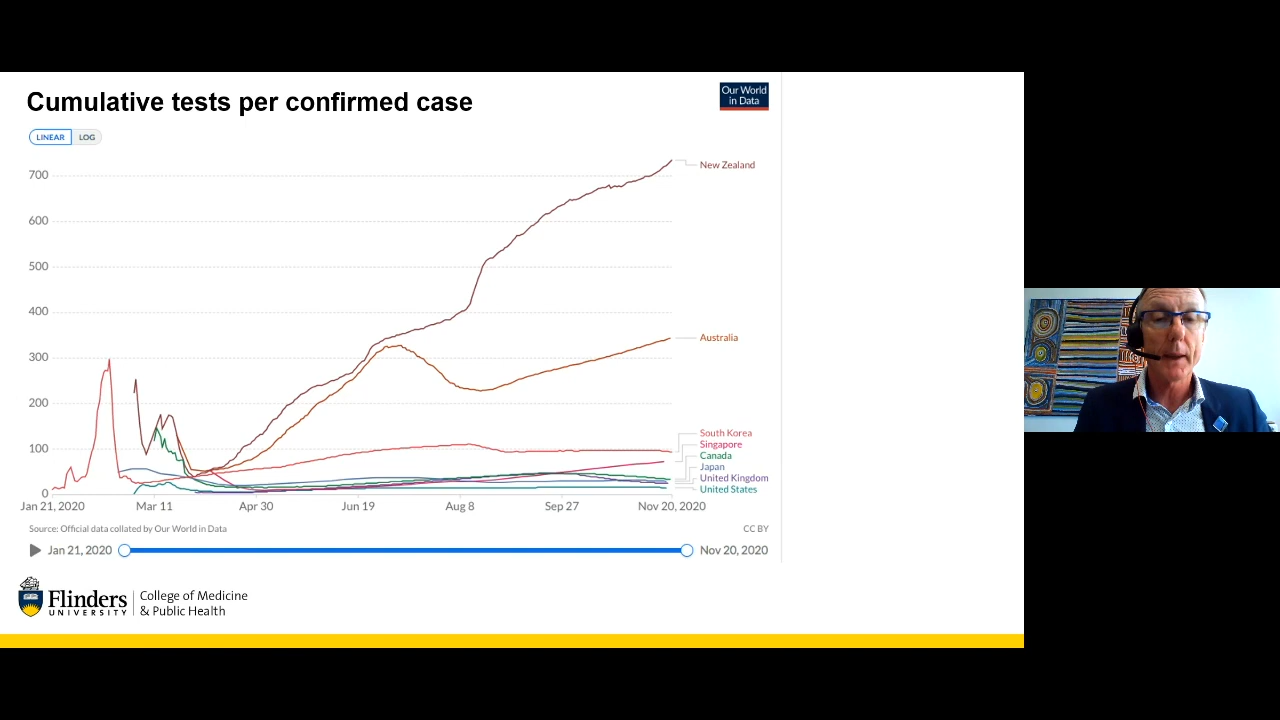 Cumulative tests per confirmed case
Our World
in Data
LINEAR
LOG
700
600
500
400
300
200
100
0
New Zealand
Australia
South Korea
Singapore
Canada
Japan
United Kingdom
United States
Jan 21, 2020
Mar 11
Apr 30
Jun 19
Aug 8
Sep 27
Nov 20, 2020
Source: Official data collated by Our World in Data
CC BY
Jan 21, 2020
Nov 20, 2020
Flinders
UNIVERSITY
College of Medicine
& Public Health